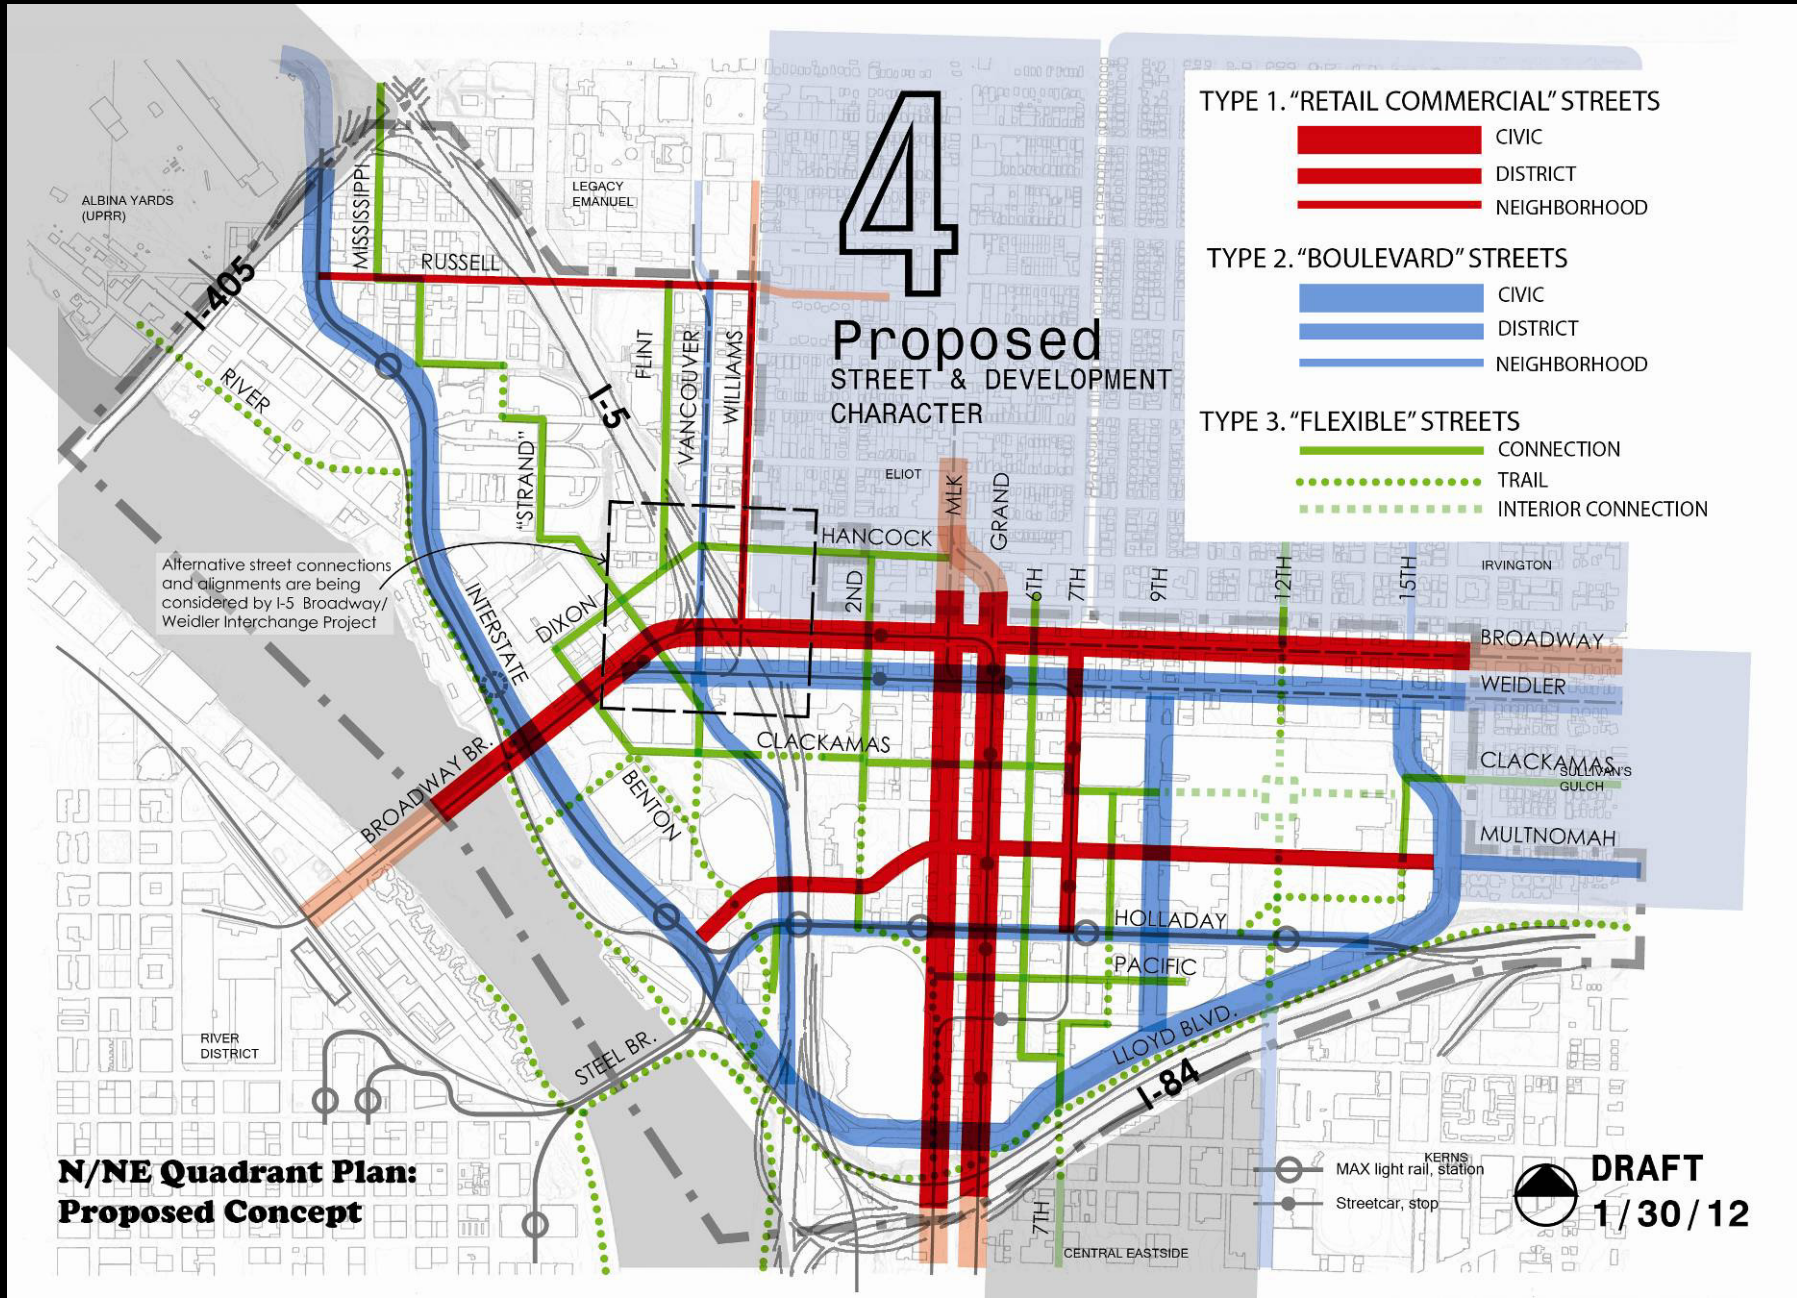 4
Proposed
STREET & DEVELOPMENT
CHARACTER
TYPE 1. “RETAIL COMMERCIAL” STREETS
CIVIC
DISTRICT
NEIGHBORHOOD
TYPE 2. “BOULEVARD” STREETS
CIVIC
DISTRICT
NEIGHBORHOOD
TYPE 3. “FLEXIBLE” STREETS
CONNECTION
TRAIL
INTERIOR CONNECTION
ALBINA YARDS
(UPRR)
LEGACY
EMANUEL
MISSISSIPPI
RUSSELL
I-405
RIVER
FLINT
VANCOUVER
WILLIAMS
I-5
“STRAND”
ELIOT
MLK
GRAND
HANCOCK
2ND
6TH
7TH
9TH
12TH
15TH
IRVINGTON
Alternative street connections
and alignments are being
considered by I-5 Broadway/
Weidler Interchange Project
INTERSTATE
DIXON
BROADWAY
WEIDLER
CLACKAMAS
CLACKAMAS
SULLIVAN'S
GULCH
BROADWAY BR.
BENTON
MULTNOMAH
HOLLADAY
PACIFIC
RIVER
DISTRICT
STEEL BR.
LLOYD BLVD.
I-84
7TH
CENTRAL EASTSIDE
KERNS
MAX light rail, station
Streetcar, stop
N/NE Quadrant Plan:
Proposed Concept
DRAFT
1/30/12